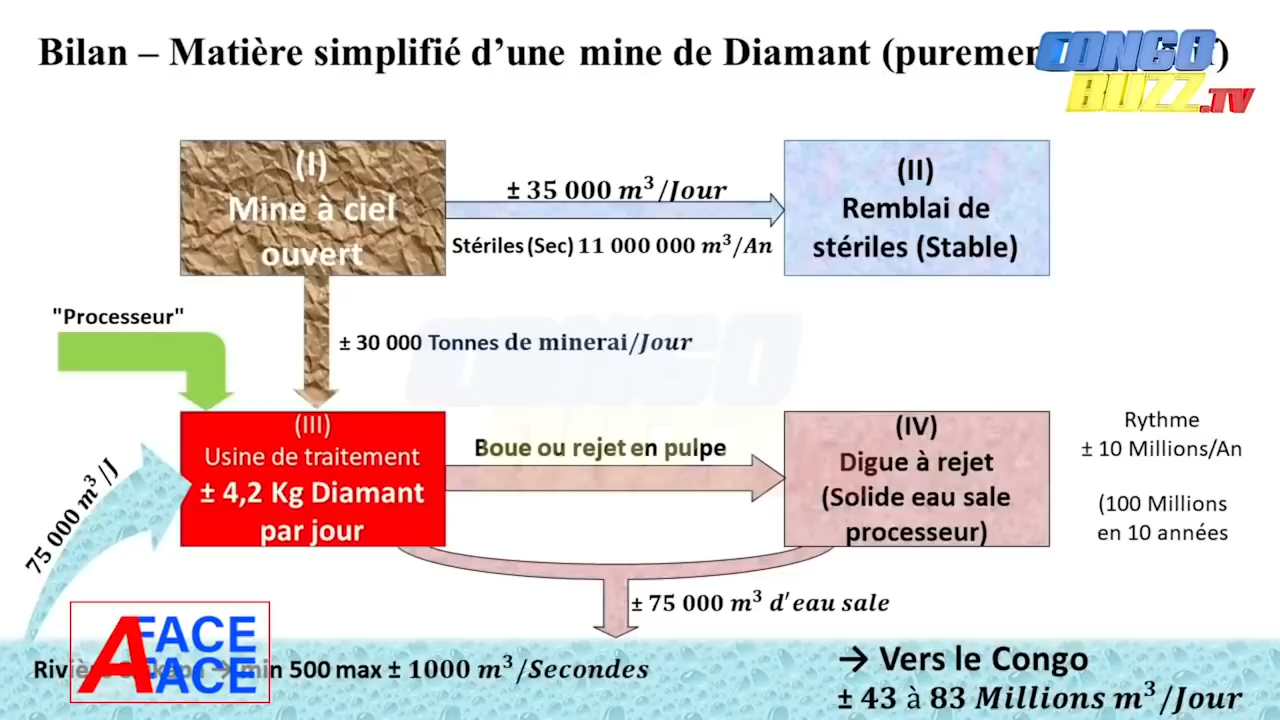 Bilan – Matière simplifié d'une mine de Diamant
CONGO
BUZZ.TV
(I)
Mine à ciel
ouvert
± 35 000 m³/Jour
Stériles (Sec) 11 000 000 m³/An
(II)
Remblai de
stériles (Stable)
"Processeur"
± 30 000 Tonnes de minerai/Jour
75 000 m³/J
(III)
Usine de traitement
± 4,2 Kg Diamant
par jour
Boue ou rejet en pulpe
(IV)
Digue à rejet
(Solide eau sale
processeur)
Rythme
± 10 Millions/An
(100 Millions
en 10 années
± 75 000 m³ d'eau sale
FACE
A FACE
min 500 max ± 1000 m³/Secondes
→ Vers le Congo
± 43 à 83 Millions m³/Jour